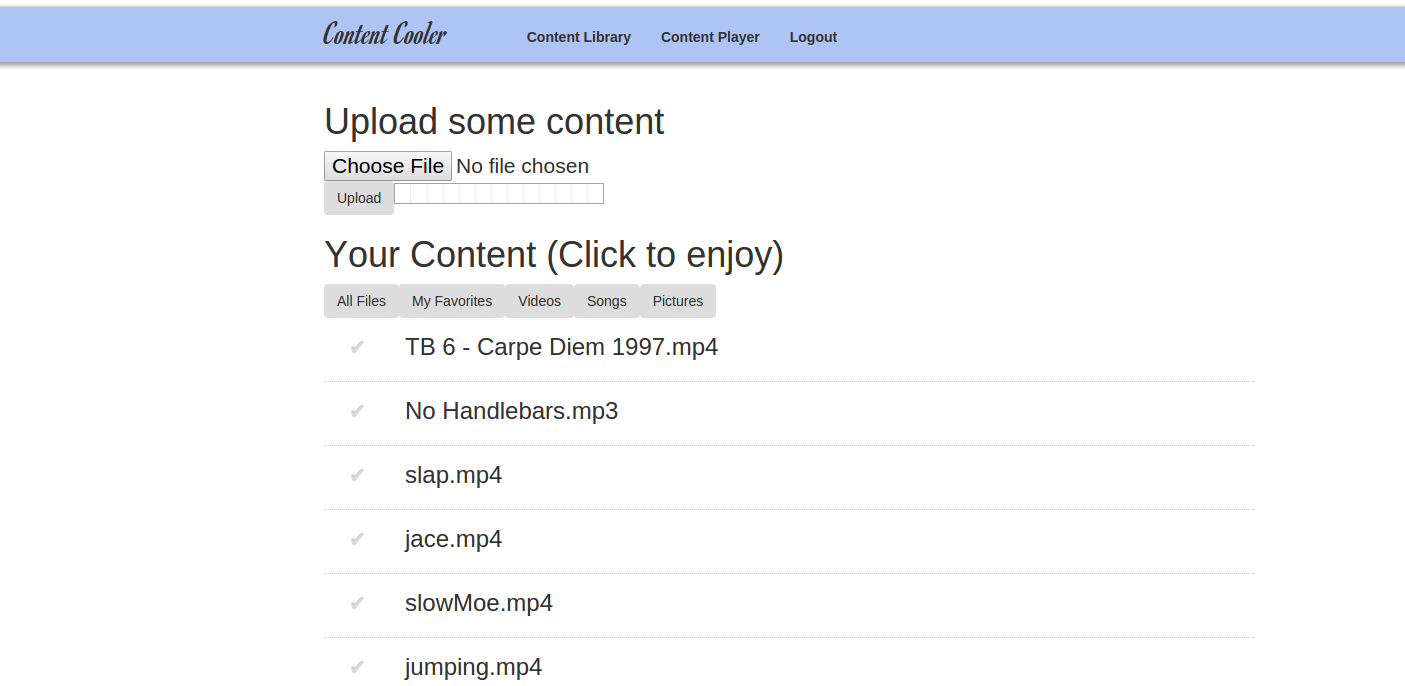 Content Cooler Content Library Content Player Logout
Upload some content
Choose File No file chosen
Upload
Your Content (Click to enjoy)
All Files My Favorites Videos Songs Pictures
✔ TB 6 - Carpe Diem 1997.mp4
✔ No Handlebars.mp3
✔ slap.mp4
✔ jace.mp4
✔ slowMoe.mp4
✔ jumping.mp4